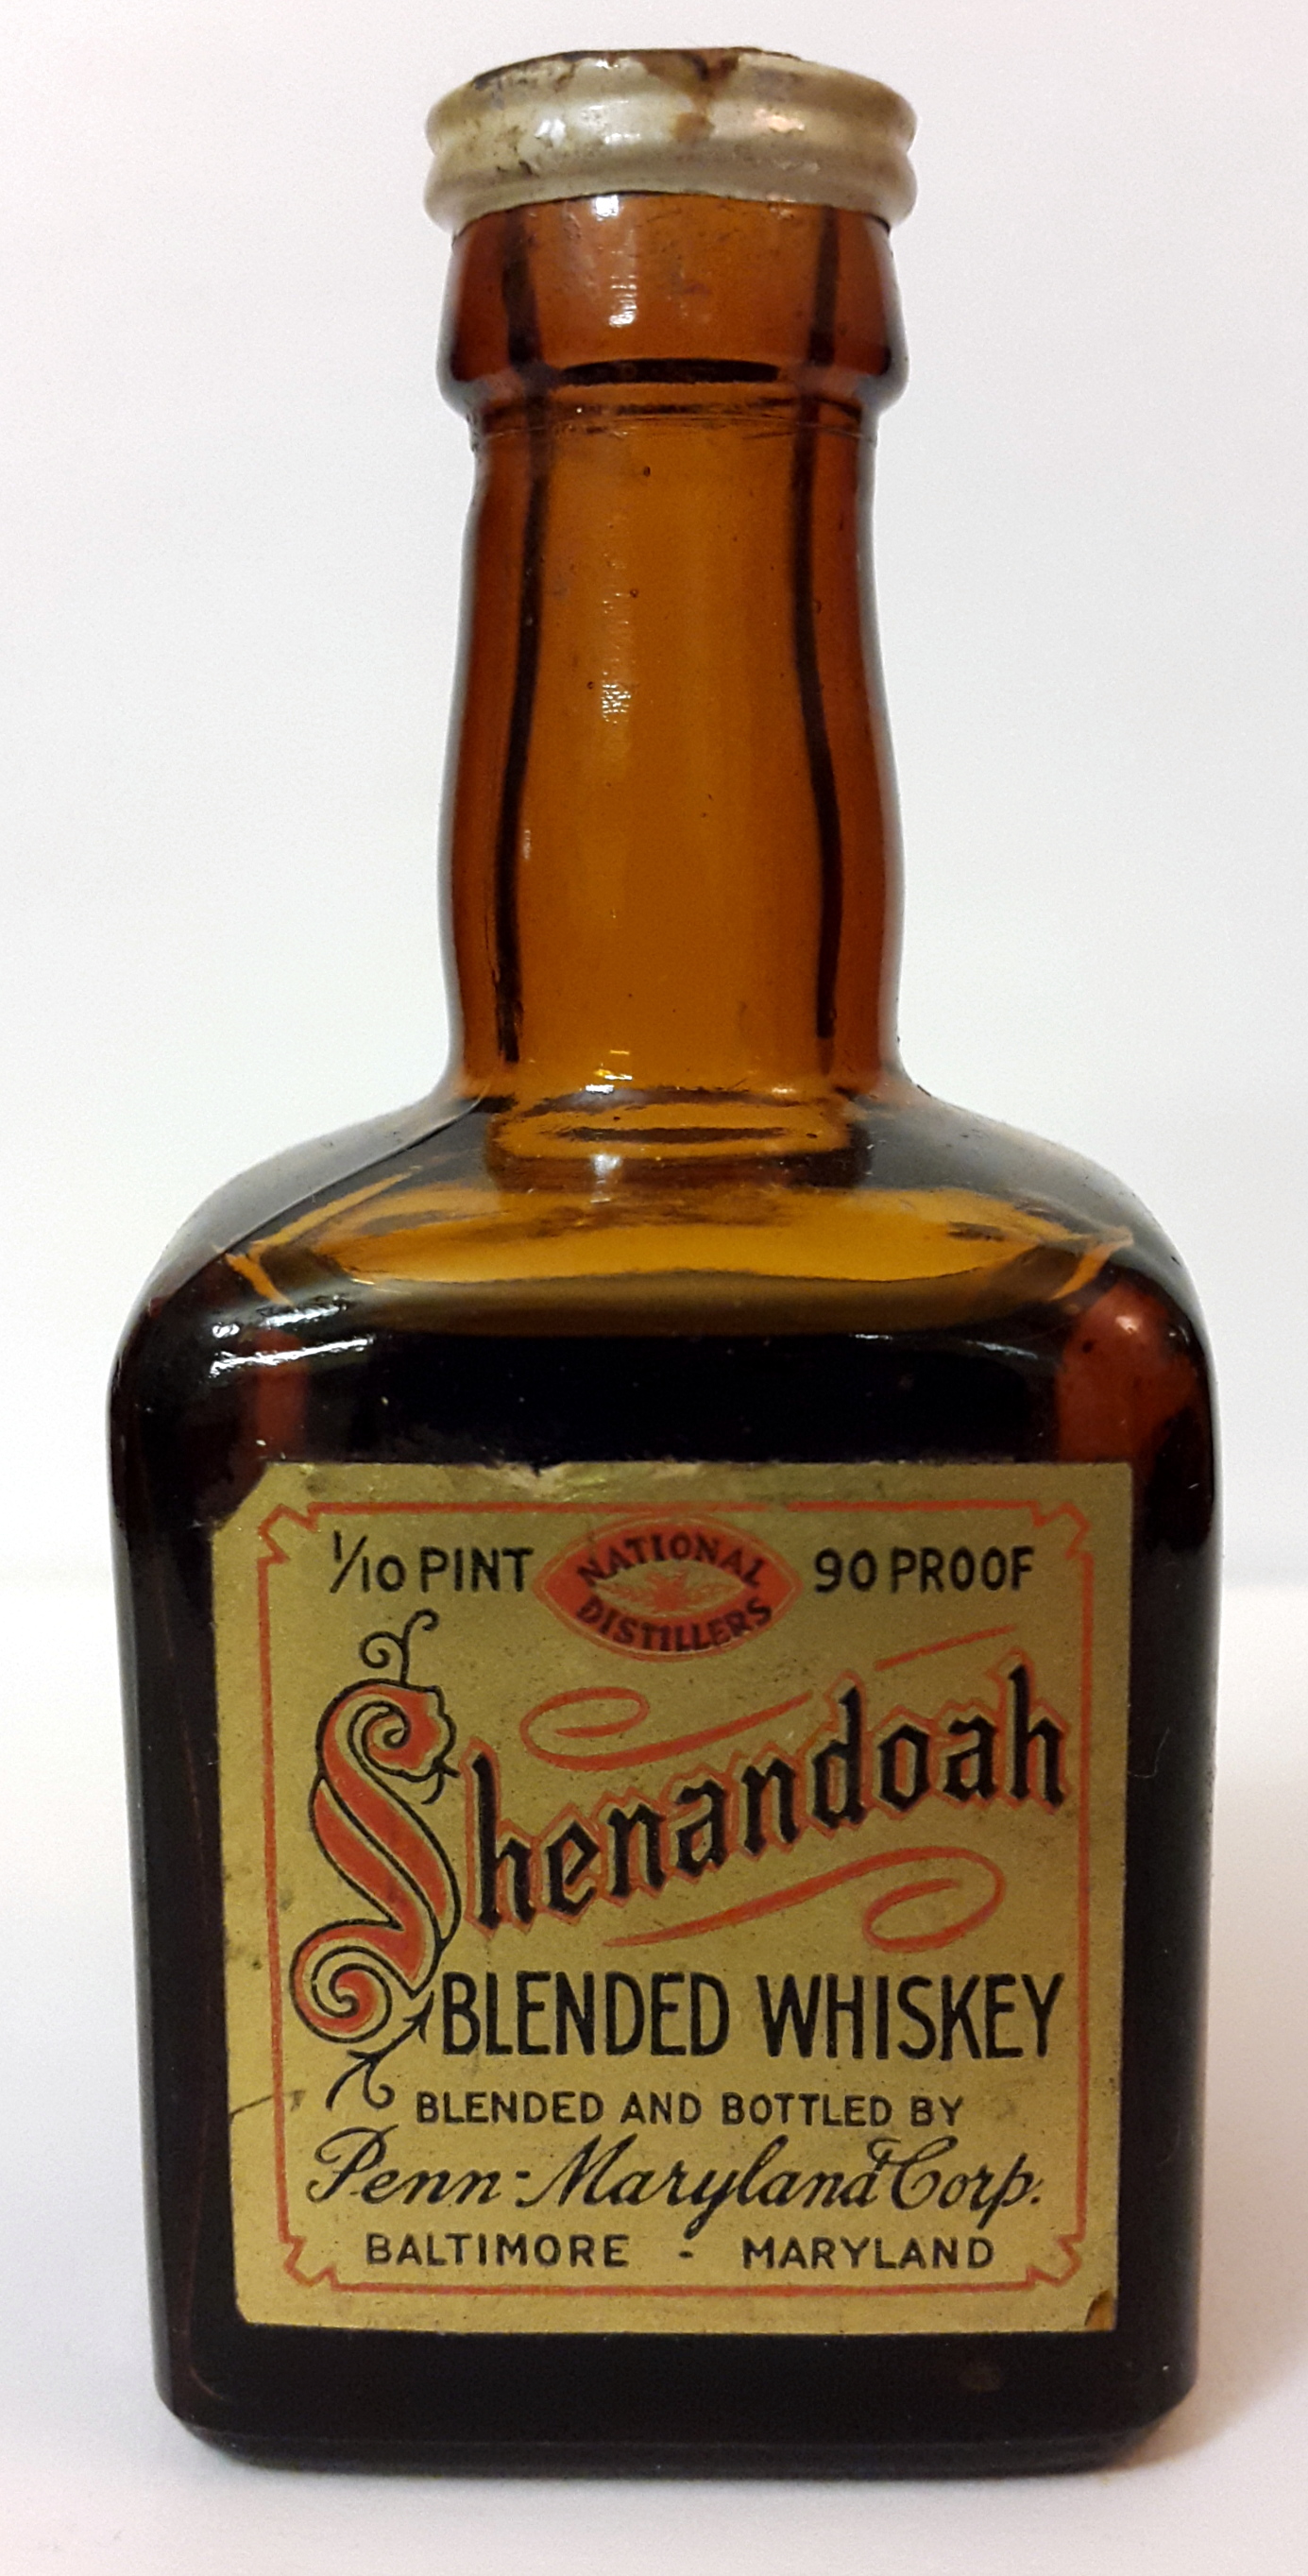 1/10 PINT
NATIONAL
DISTILLERS
90 PROOF
Shenandoah
BLENDED WHISKEY
BLENDED AND BOTTLED BY
Penn-Maryland Corp.
BALTIMORE - MARYLAND